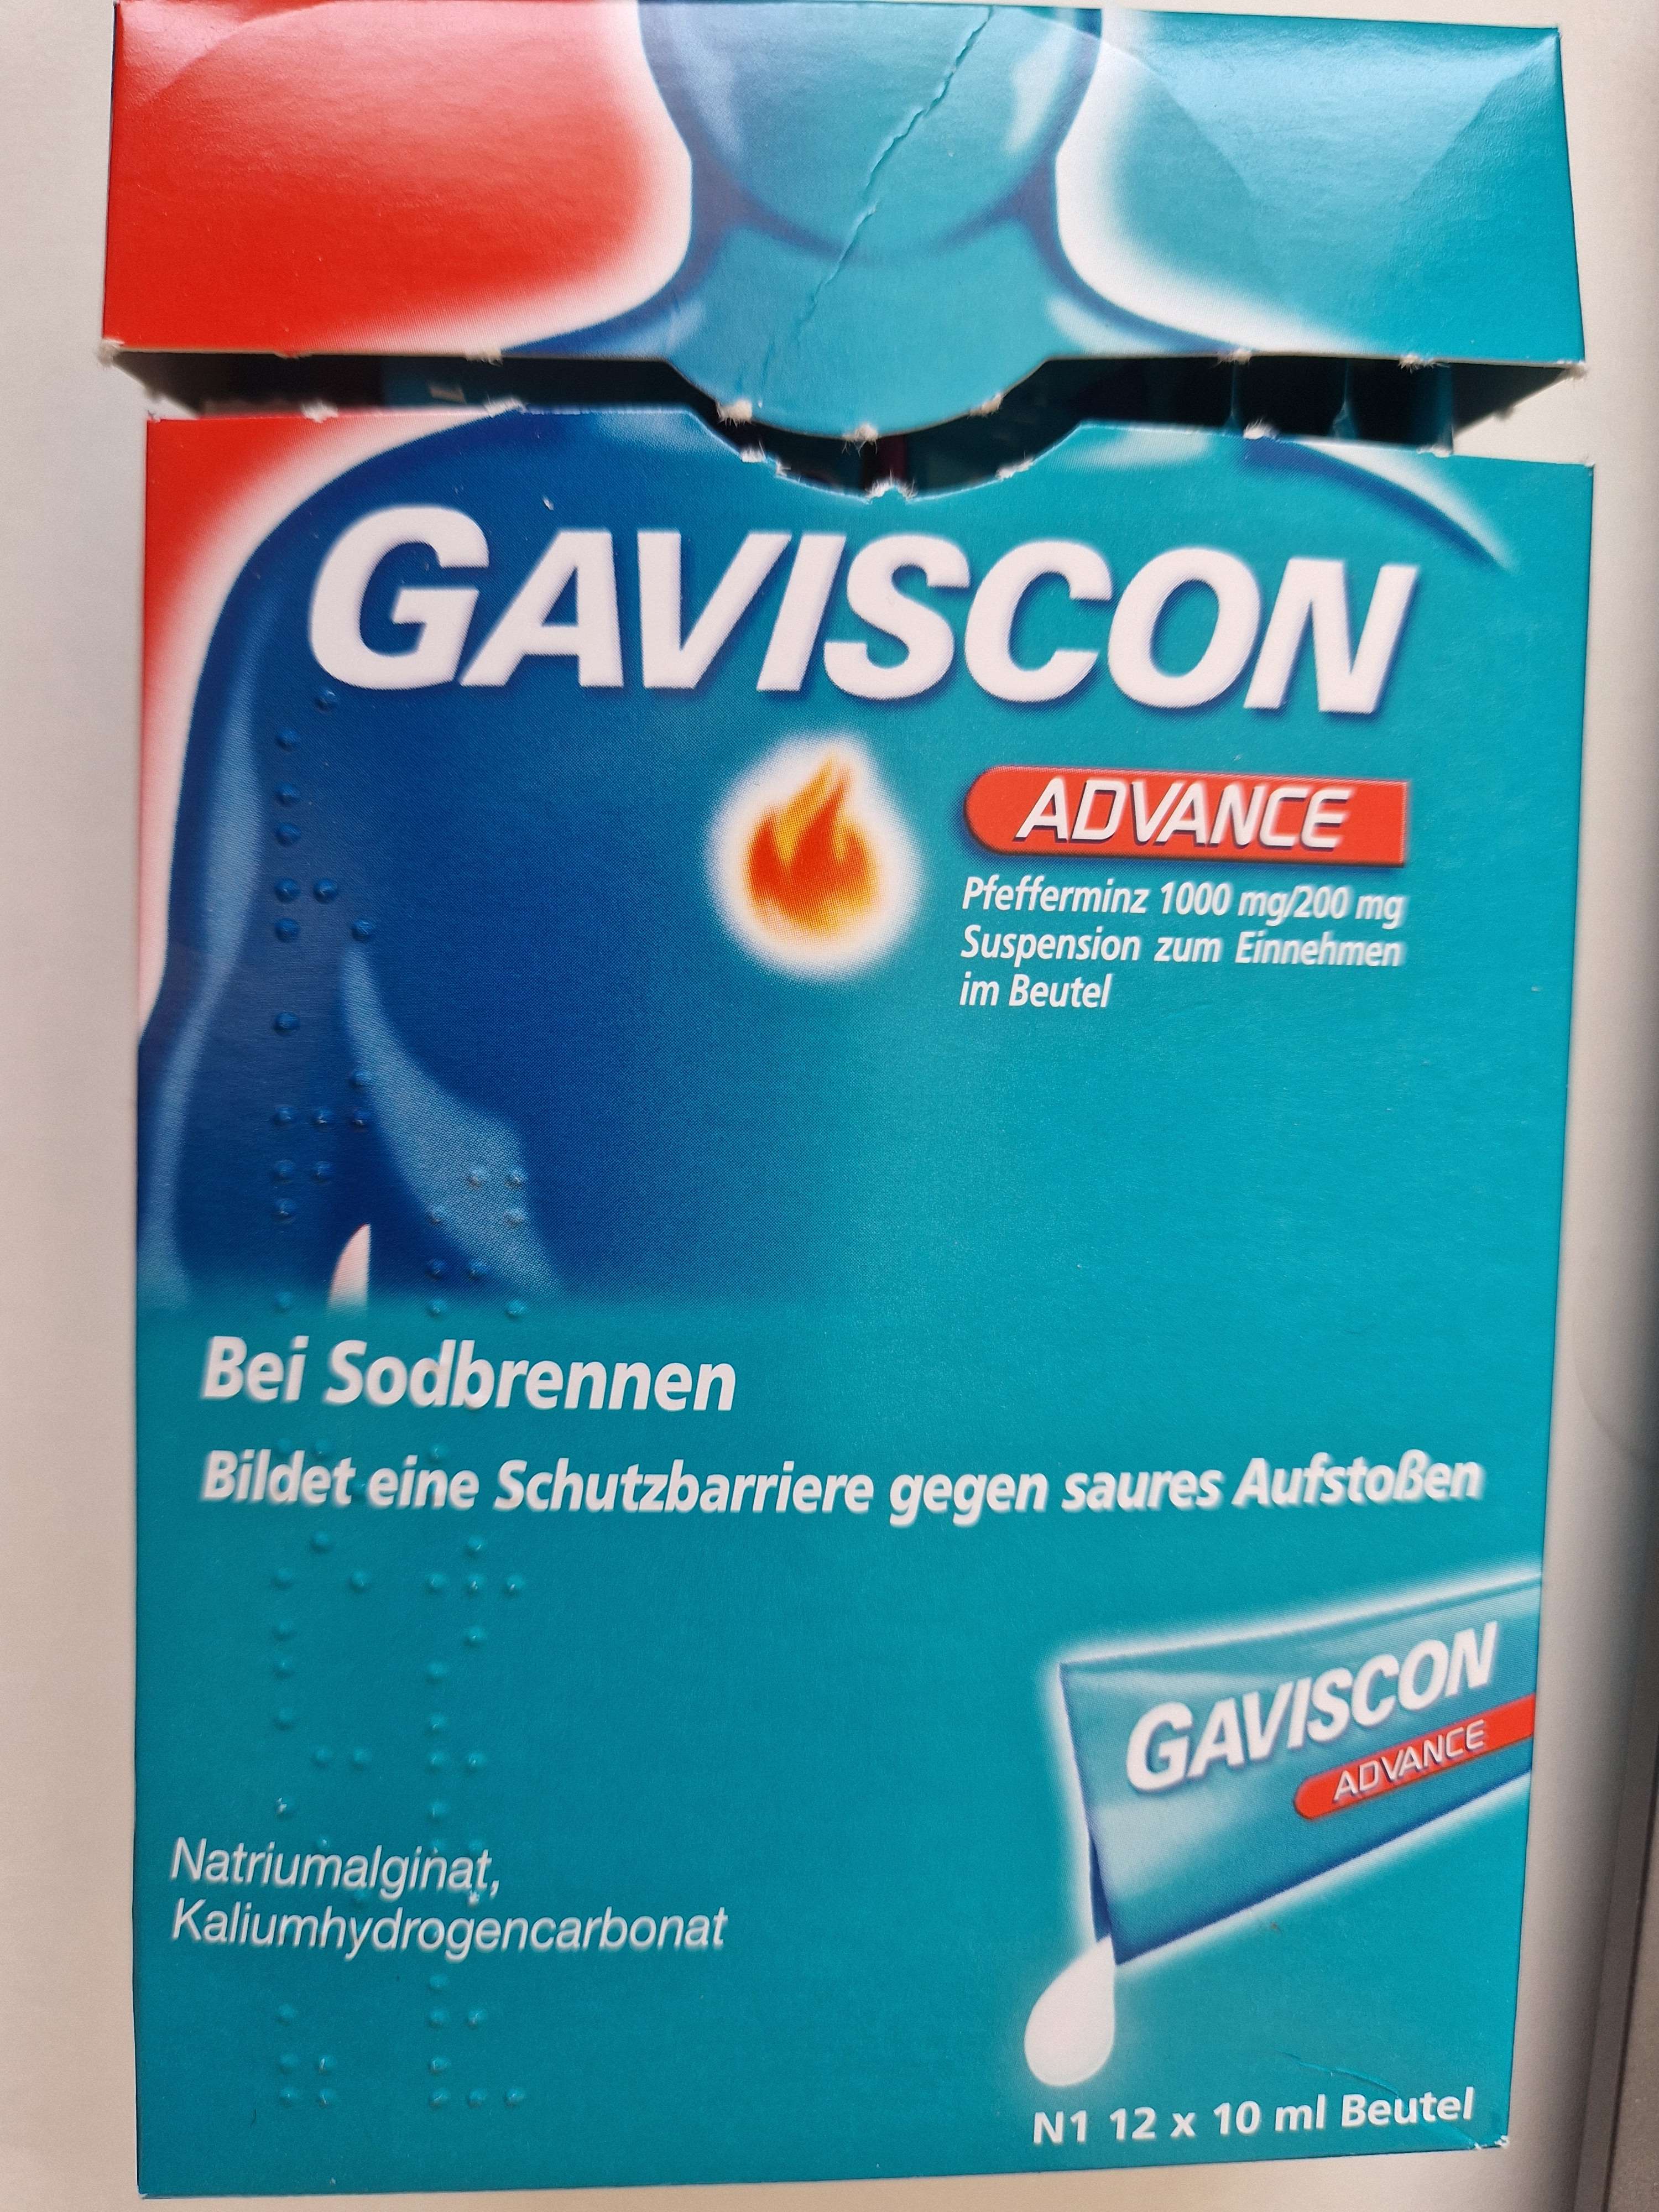 GAVISCON
ADVANCE
Pfefferminz 1000 mg/200 mg
Suspension zum Einnehmen
im Beutel
Bei Sodbrennen
Bildet eine Schutzbarriere gegen saures Aufstoßen
GAVISCON
ADVANCE
Natriumalginat,
Kaliumhydrogencarbonat
N1 12 x 10 ml Beutel